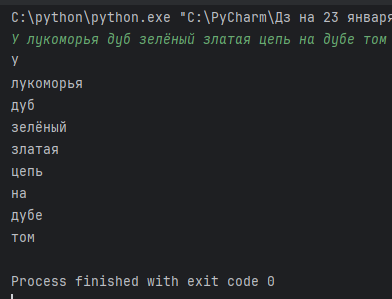 C:\python\python.exe "C:\PyCharm\Дз на 23 января
У лукоморья дуб зелёный златая цепь на дубе том
У
лукоморья
дуб
зелёный
златая
цепь
на
дубе
том
Process finished with exit code 0